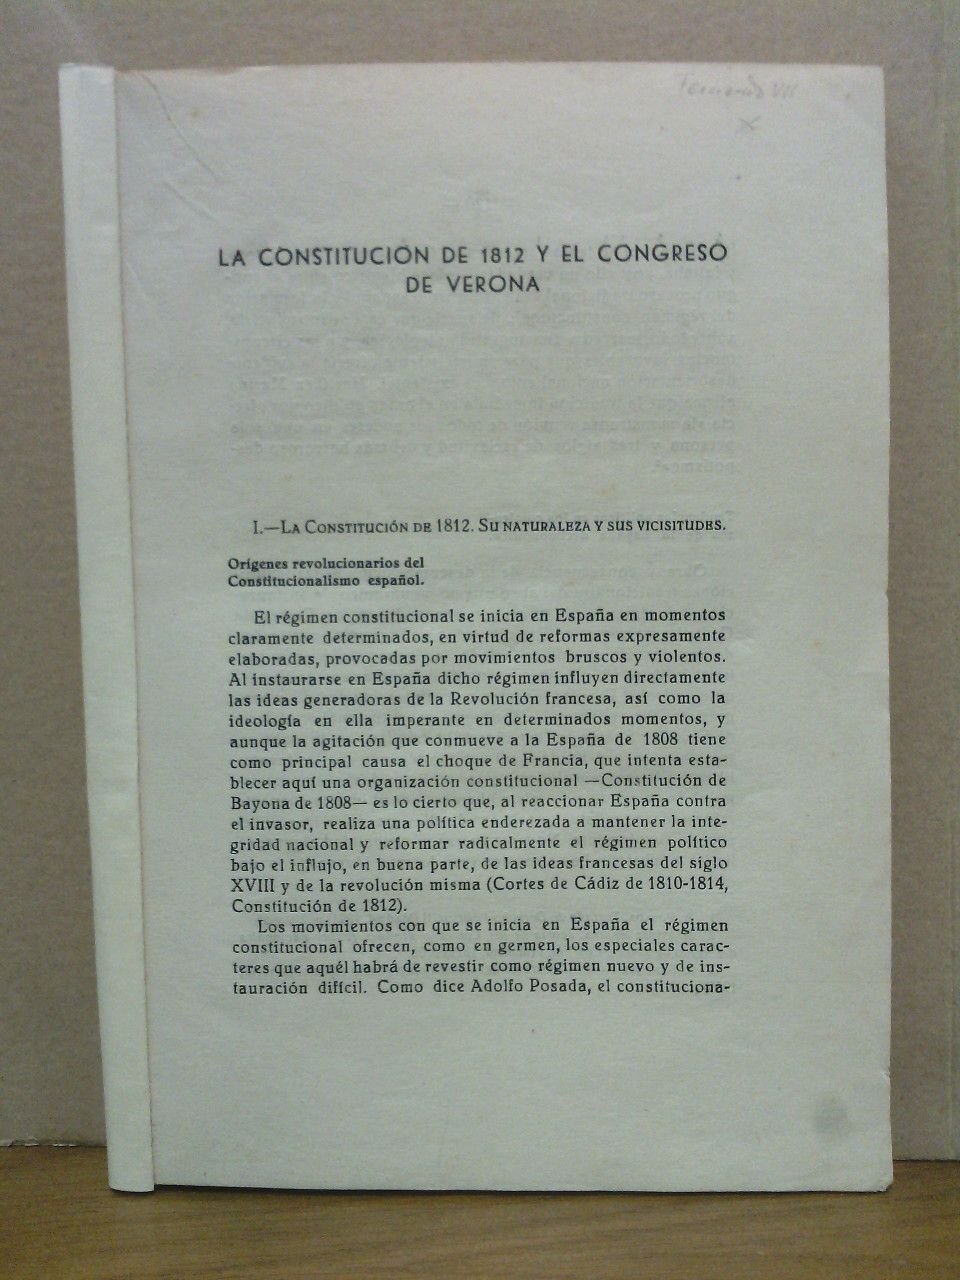 Fernando VII
LA CONSTITUCIÓN DE 1812 Y EL CONGRESO
DE VERONA
I.—LA CONSTITUCIÓN DE 1812. SU NATURALEZA Y SUS VICISITUDES.
Orígenes revolucionarios del
Constitucionalismo español.
El régimen constitucional se inicia en España en momentos
claramente determinados, en virtud de reformas expresamente
elaboradas, provocadas por movimientos bruscos y violentos.
Al instaurarse en España dicho régimen influyen directamente
las ideas generadoras de la Revolución francesa, así como la
ideología en ella imperante en determinados momentos, y
aunque la agitación que conmueve a la España de 1808 tiene
como principal causa el choque de Francia, que intenta esta-
blecer aquí una organización constitucional —Constitución de
Bayona de 1808— es lo cierto que, al reaccionar España contra
el invasor, realiza una política enderezada a mantener la inte-
gridad nacional y reformar radicalmente el régimen político
bajo el influjo, en buena parte, de las ideas francesas del siglo
XVIII y de la revolución misma (Cortes de Cádiz de 1810-1814,
Constitución de 1812).
Los movimientos con que se inicia en España el régimen
constitucional ofrecen, como en germen, los especiales carac-
teres que aquél habrá de revestir como régimen nuevo y de ins-
tauración difícil. Como dice Adolfo Posada, el constituciona-